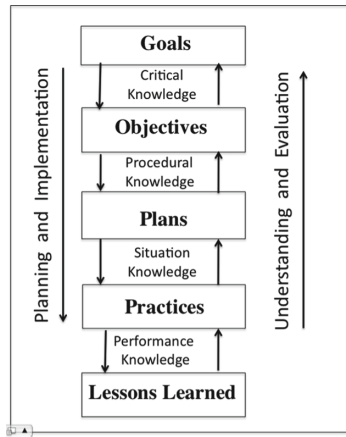 Goals
Critical
Knowledge
Objectives
Procedural
Knowledge
Plans
Situation
Knowledge
Practices
Performance
Knowledge
Lessons Learned
Planning and Implementation
Understanding and Evaluation